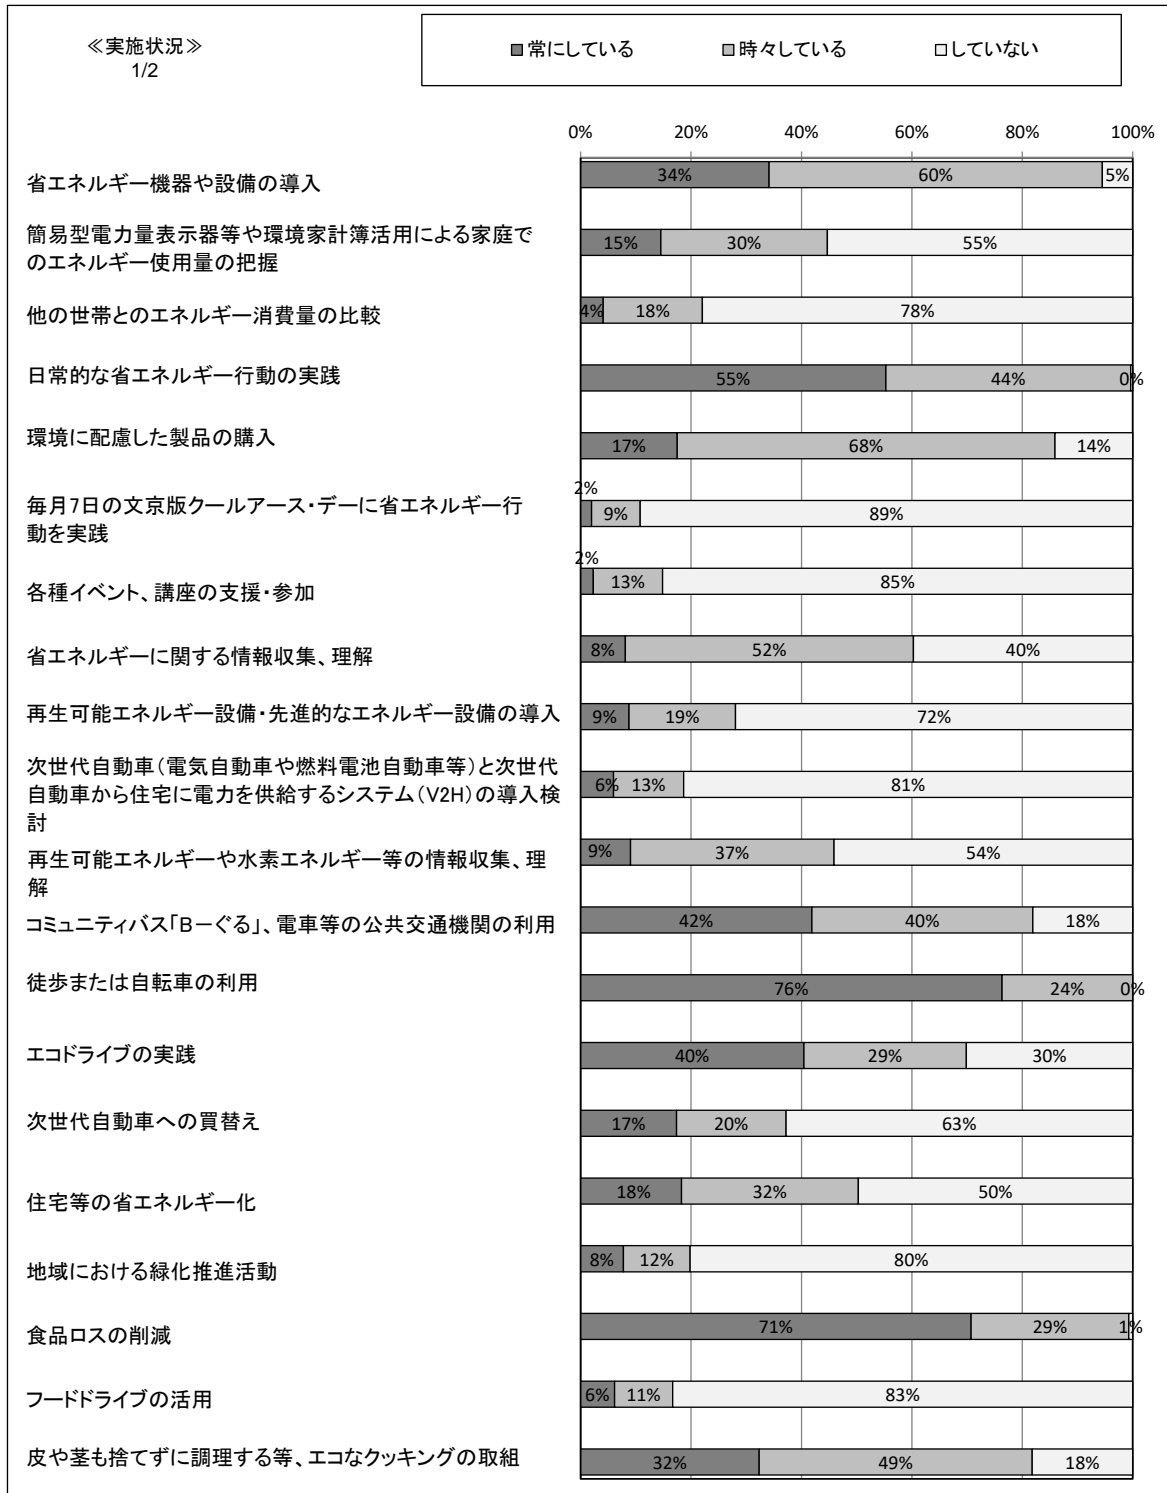 ≪実施状況≫
1/2
■常にしている ■時々している □していない
0% 20% 40% 60% 80% 100%
省エネルギー機器や設備の導入
34% 60% 5%
簡易型電力量表示器等や環境家計簿活用による家庭で
のエネルギー使用量の把握
15% 30% 55%
他の世帯とのエネルギー消費量の比較
4% 18% 78%
日常的な省エネルギー行動の実践
55% 44% 0%
環境に配慮した製品の購入
17% 68% 14%
毎月7日の文京版クールアース・デーに省エネルギー行
動を実践
2% 9% 89%
各種イベント、講座の支援・参加
2% 13% 85%
省エネルギーに関する情報収集、理解
8% 52% 40%
再生可能エネルギー設備・先進的なエネルギー設備の導入
9% 19% 72%
次世代自動車(電気自動車や燃料電池自動車等)と次世代
自動車から住宅に電力を供給するシステム(V2H)の導入検
討
6% 13% 81%
再生可能エネルギーや水素エネルギー等の情報収集、理
解
9% 37% 54%
コミュニティバス「B-ぐる」、電車等の公共交通機関の利用
42% 40% 18%
徒歩または自転車の利用
76% 24% 0%
エコドライブの実践
40% 29% 30%
次世代自動車への買替え
17% 20% 63%
住宅等の省エネルギー化
18% 32% 50%
地域における緑化推進活動
8% 12% 80%
食品ロスの削減
71% 29% 1%
フードドライブの活用
6% 11% 83%
皮や茎も捨てずに調理する等、エコなクッキングの取組
32% 49% 18%